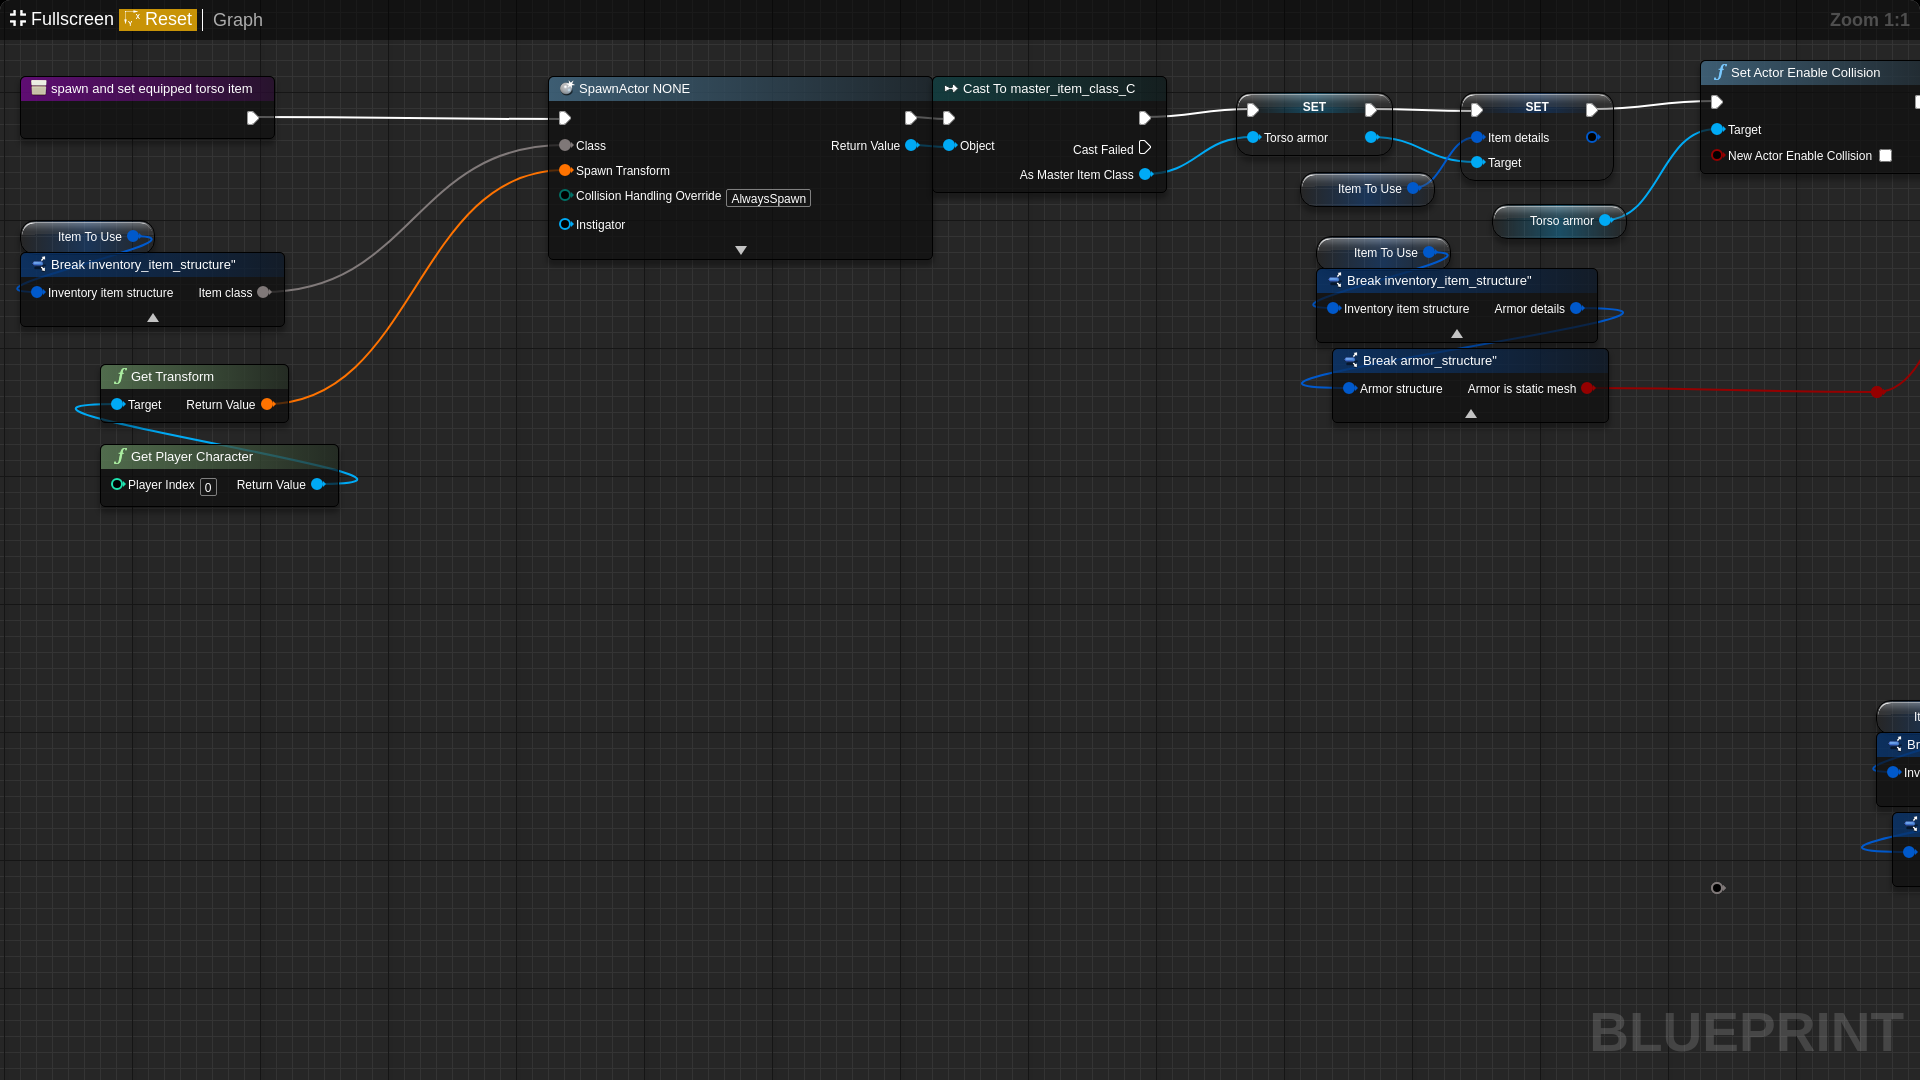 Fullscreen Reset Graph
Zoom 1:1
spawn and set equipped torso item
SpawnActor NONE
Class
Return Value
Spawn Transform
Collision Handling Override AlwaysSpawn
Instigator
Cast To master_item_class_C
Object
Cast Failed
As Master Item Class
SET
Torso armor
SET
Item details
Target
Item To Use
Torso armor
Set Actor Enable Collision
Target
New Actor Enable Collision
Item To Use
Break inventory_item_structure"
Inventory item structure Item class
Item To Use
Break inventory_item_structure"
Inventory item structure Armor details
Break armor_structure"
Armor structure Armor is static mesh
Get Transform
Target Return Value
Get Player Character
Player Index 0 Return Value
It
Br
Inv
BLUEPRINT